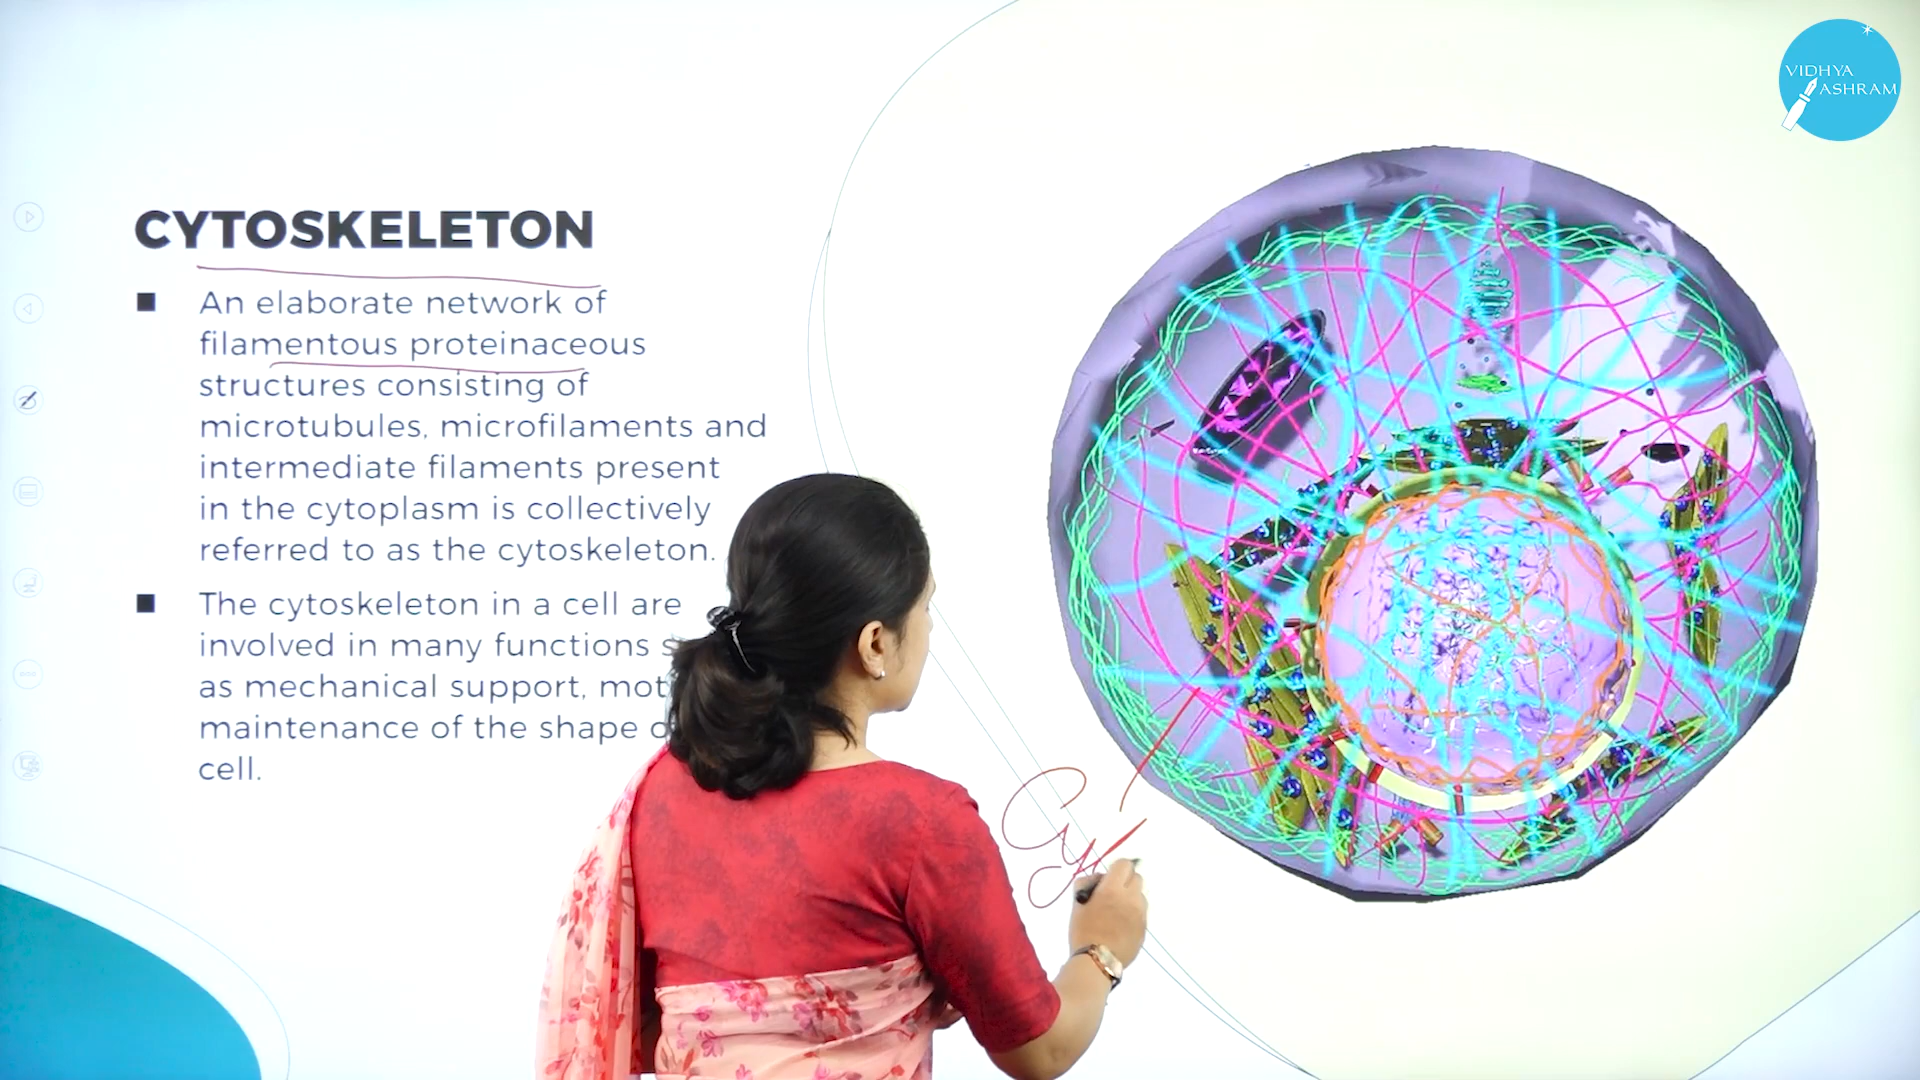 VIDHYA
ASHRAM
CYTOSKELETON
An elaborate network of
filamentous proteinaceous
structures consisting of
microtubules, microfilaments and
intermediate filaments present
in the cytoplasm is collectively
referred to as the cytoskeleton.
The cytoskeleton in a cell are
involved in many functions
as mechanical support,
maintenance of the shape
cell.
Cyt